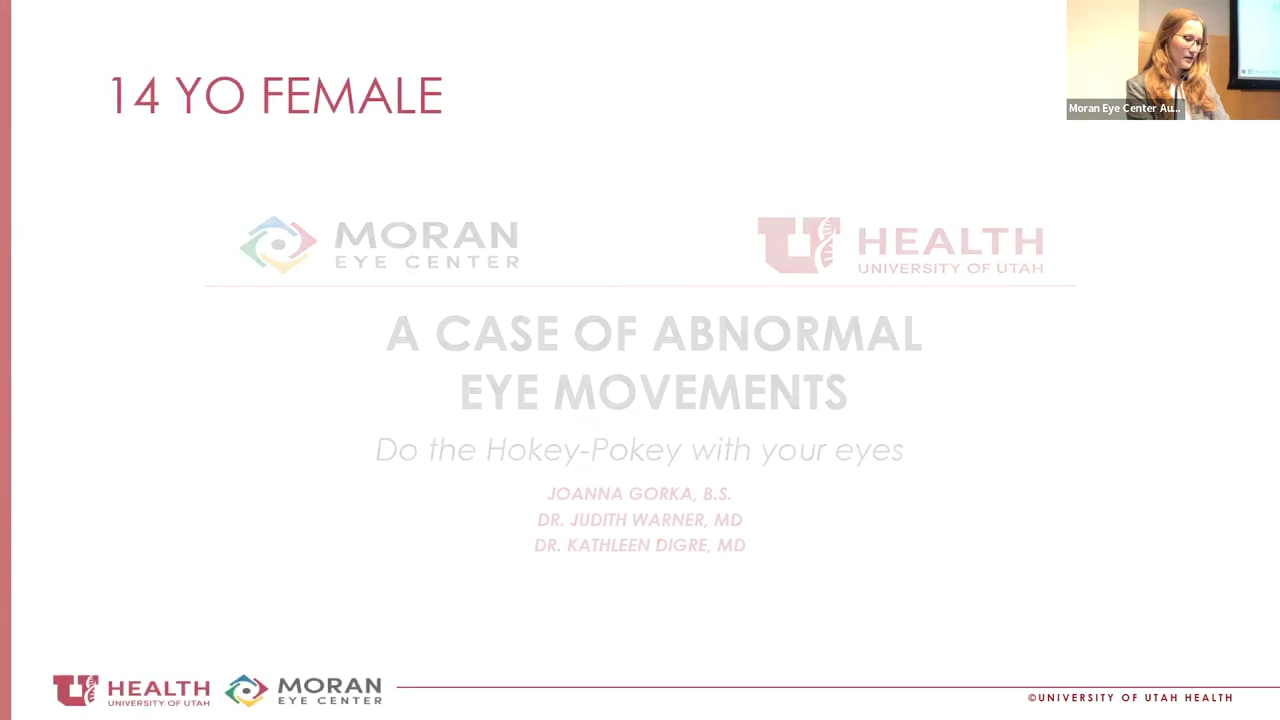 14 YO FEMALE
Moran Eye Center Au...
MORAN
EYE CENTER
HEALTH
UNIVERSITY OF UTAH
A CASE OF ABNORMAL
EYE MOVEMENTS
Do the Hokey-Pokey with your eyes
JOANNA GORKA, B.S.
DR. JUDITH WARNER, MD
DR. KATHLEEN DIGRE, MD
HEALTH
UNIVERSITY OF UTAH
MORAN
EYE CENTER
©UNIVERSITY OF UTAH HEALTH